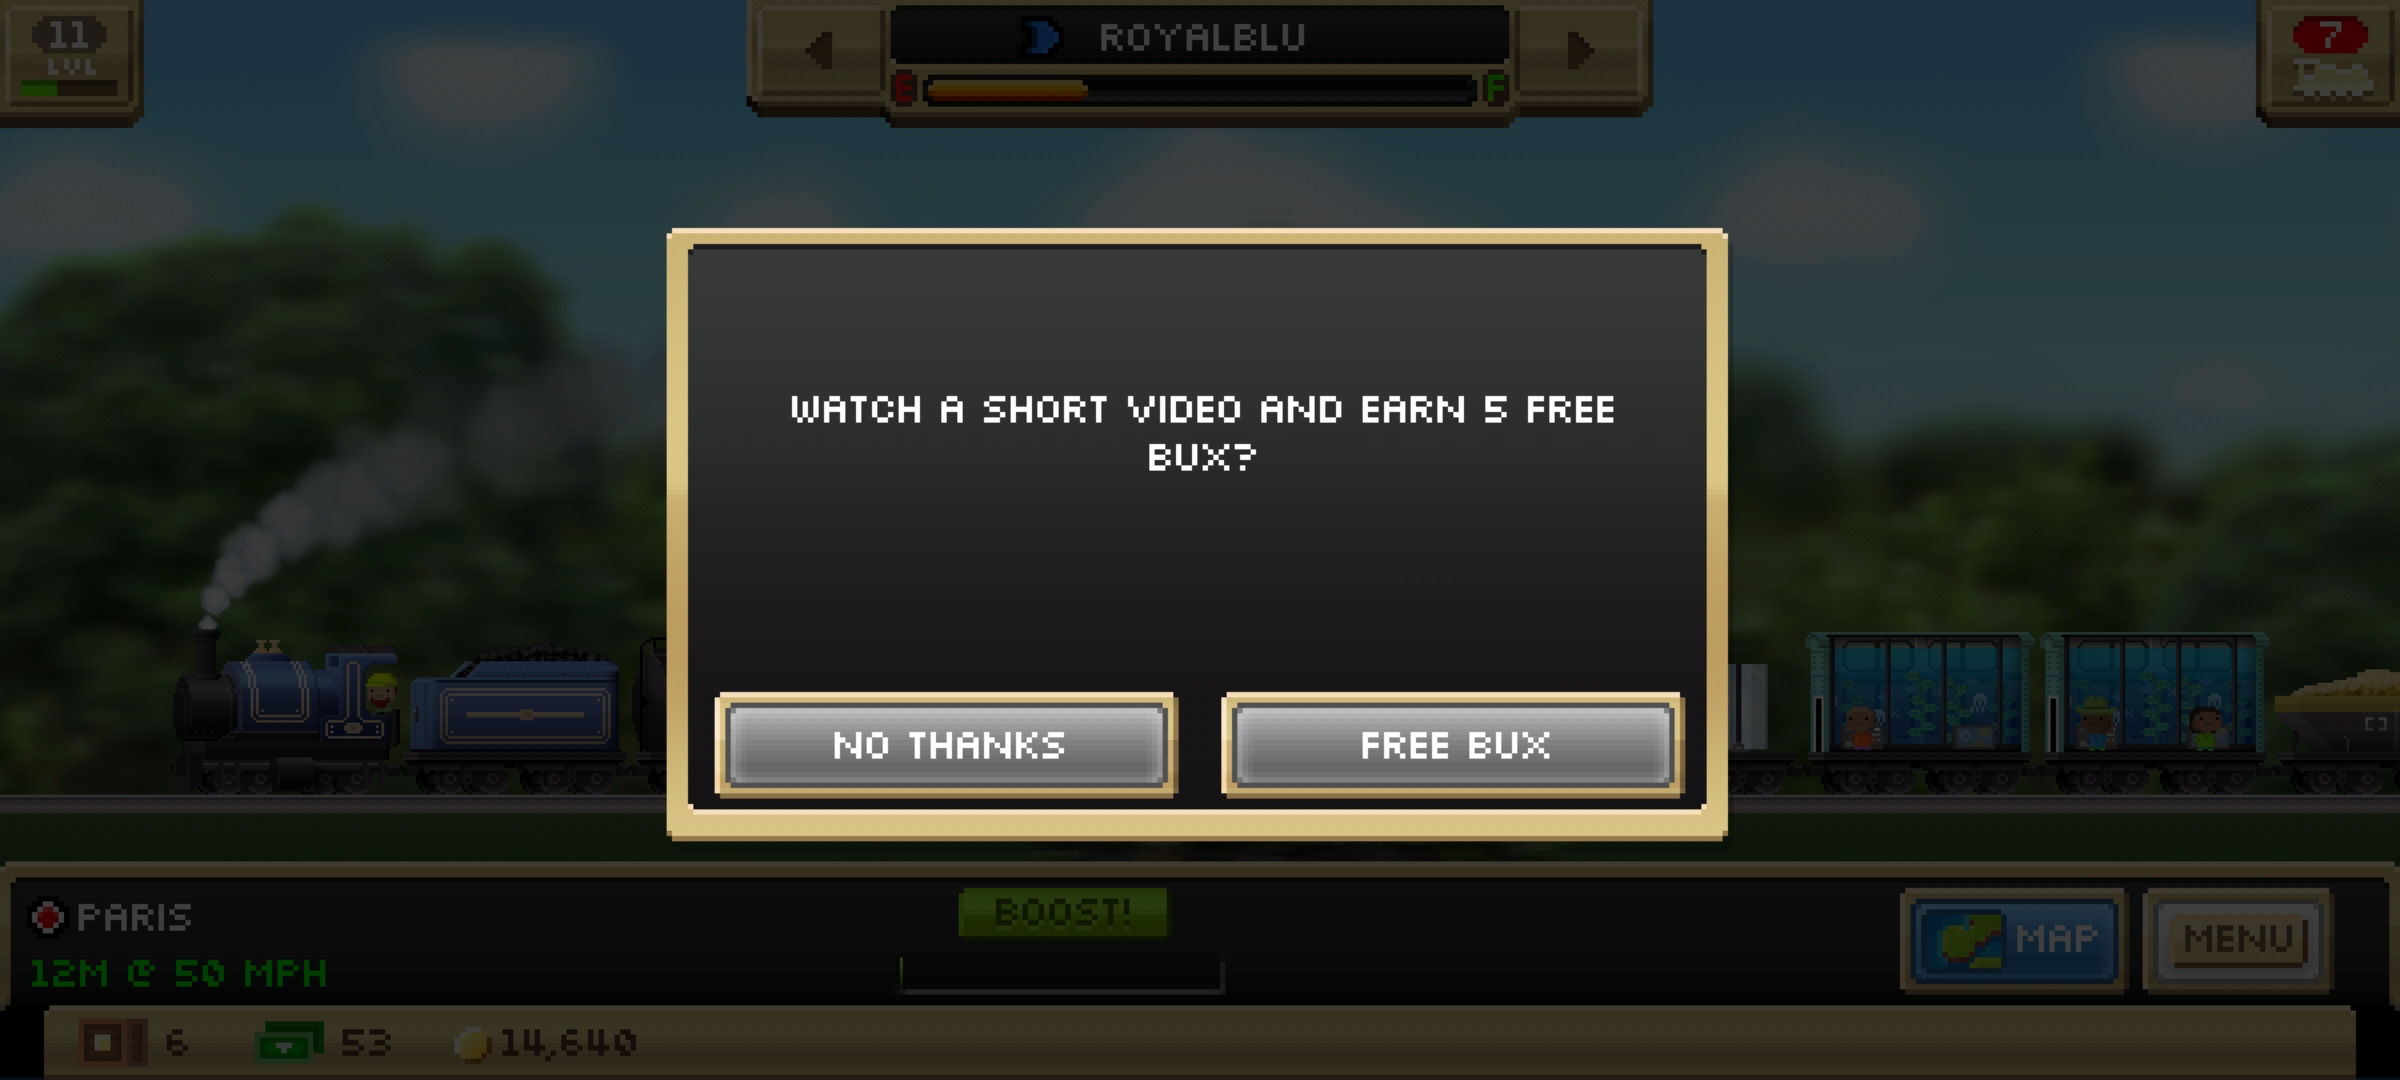 11
LVL
ROYALBLU
E
F
7
WATCH A SHORT VIDEO AND EARN 5 FREE
BUX?
NO THANKS
FREE BUX
PARIS
12M @ 50 MPH
BOOST!
MAP
MENU
6
53
14,640